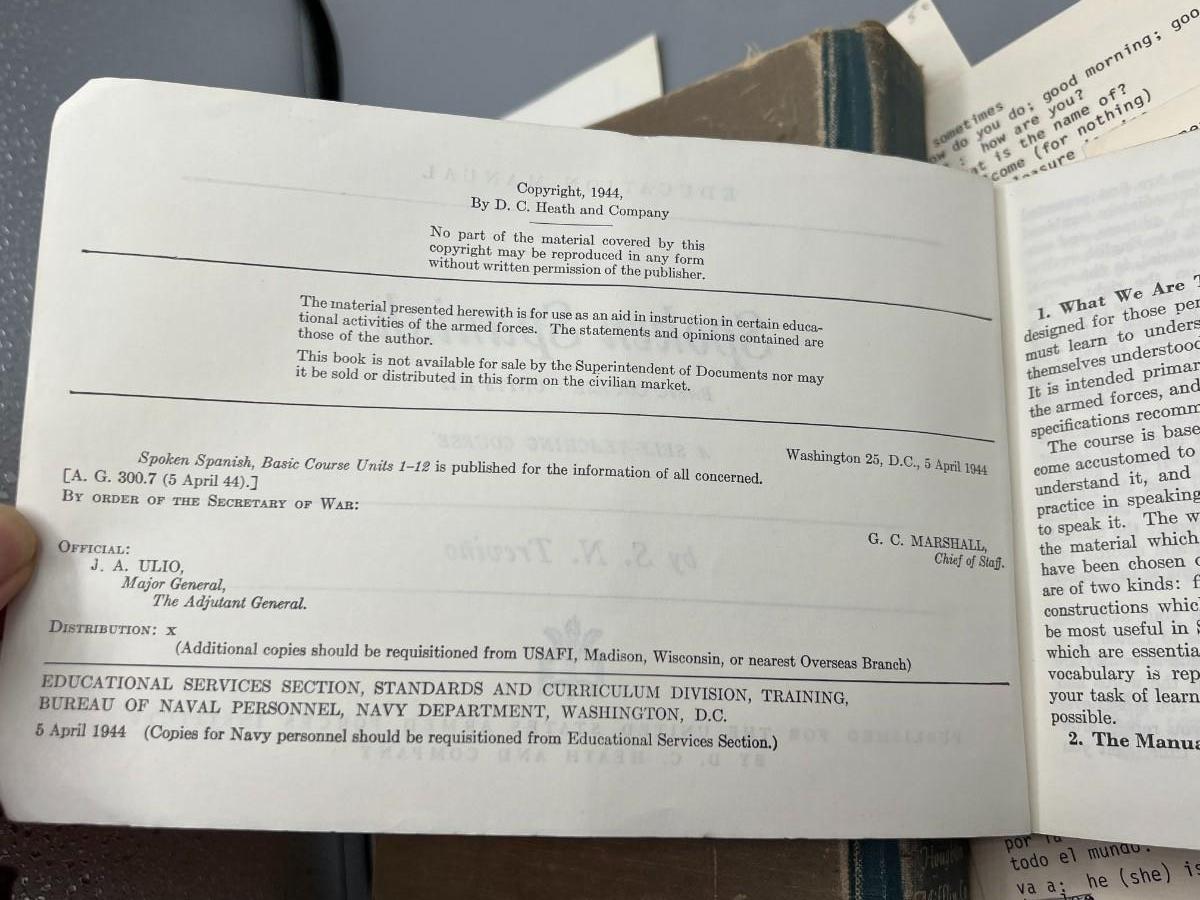 Copyright, 1944,
By D. C. Heath and Company
No part of the material covered by this
copyright may be reproduced in any form
without written permission of the publisher.
The material presented herewith is for use as an aid in instruction in certain educa-
tional activities of the armed forces. The statements and opinions contained are
those of the author.
This book is not available for sale by the Superintendent of Documents nor may
it be sold or distributed in this form on the civilian market.
Washington 25, D.C., 5 April 1944
Spoken Spanish, Basic Course Units 1–12 is published for the information of all concerned.
[A. G. 300.7 (5 April 44).]
BY ORDER OF THE SECRETARY OF WAR:
G. C. MARSHALL,
Chief of Staff.
OFFICIAL:
J. A. ULIO,
Major General,
The Adjutant General.
DISTRIBUTION: X
(Additional copies should be requisitioned from USAFI, Madison, Wisconsin, or nearest Overseas Branch)
EDUCATIONAL SERVICES SECTION, STANDARDS AND CURRICULUM DIVISION, TRAINING,
BUREAU OF NAVAL PERSONNEL, NAVY DEPARTMENT, WASHINGTON, D.C.
5 April 1944 (Copies for Navy personnel should be requisitioned from Educational Services Section.)
1. What We Are
designed for those
must learn to
themselves understood
It is intended
the armed forces, and
specifications
The course is
come accustomed to
understand it, and
practice in speaking
to speak it. The
the material which
have been chosen
are of two kinds:
constructions
be most useful in
which are
vocabulary is
your task of
possible.
2. The
sometimes
do you do; good morning;
: how are you?
is the name of?
(for nothing)
todo el mundo.
va a; he (she) is